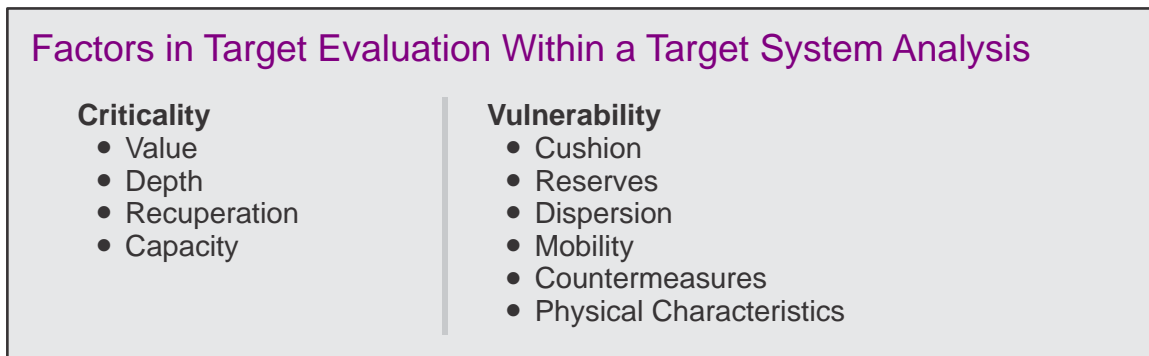 Factors in Target Evaluation Within a Target System Analysis
Criticality
• Value
• Depth
• Recuperation
• Capacity
Vulnerability
• Cushion
• Reserves
• Dispersion
• Mobility
• Countermeasures
• Physical Characteristics